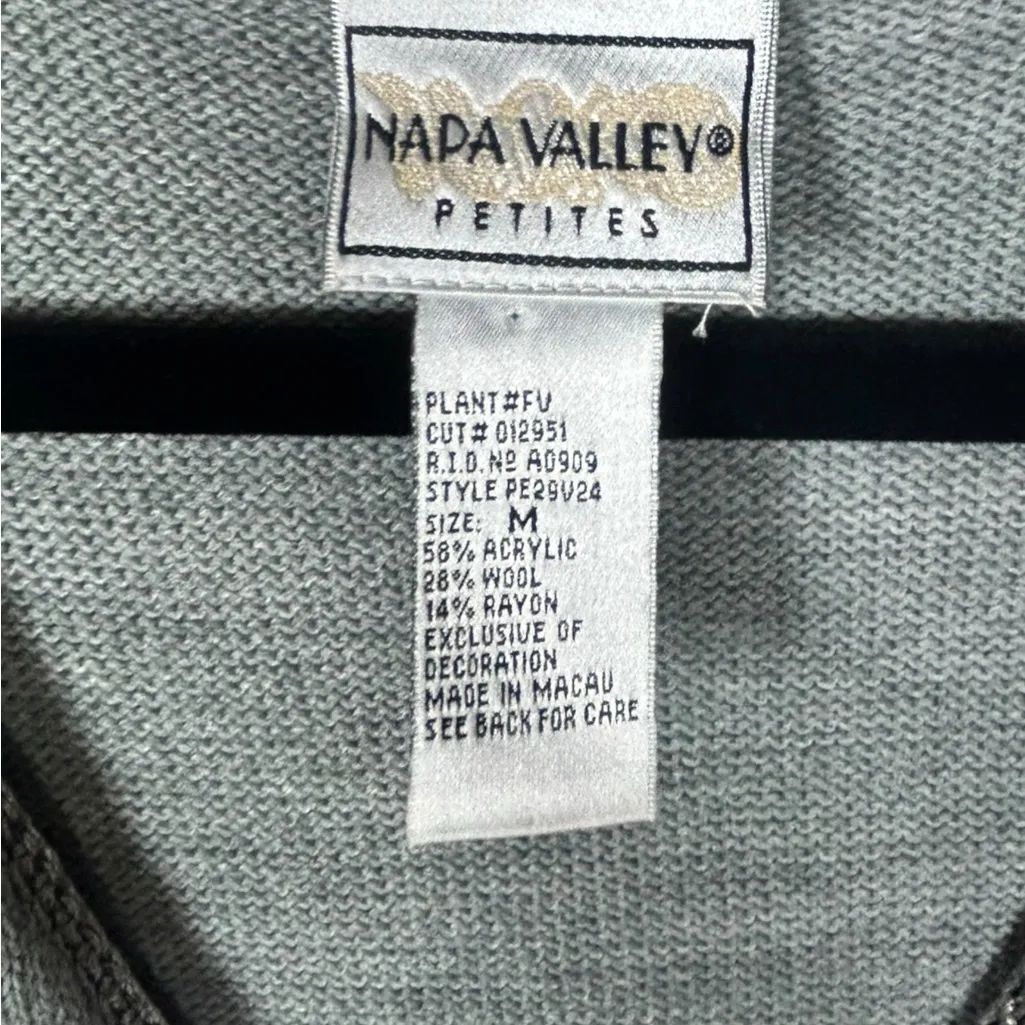 NAPA VALLEY®
PETITES
PLANT#FV
CUT# 012951
R.I.D. Nº A0909
STYLE PE29V24
SIZE: M
58% ACRYLIC
28% WOOL
14% RAYON
EXCLUSIVE OF
DECORATION
MADE IN MACAU
SEE BACK FOR CARE